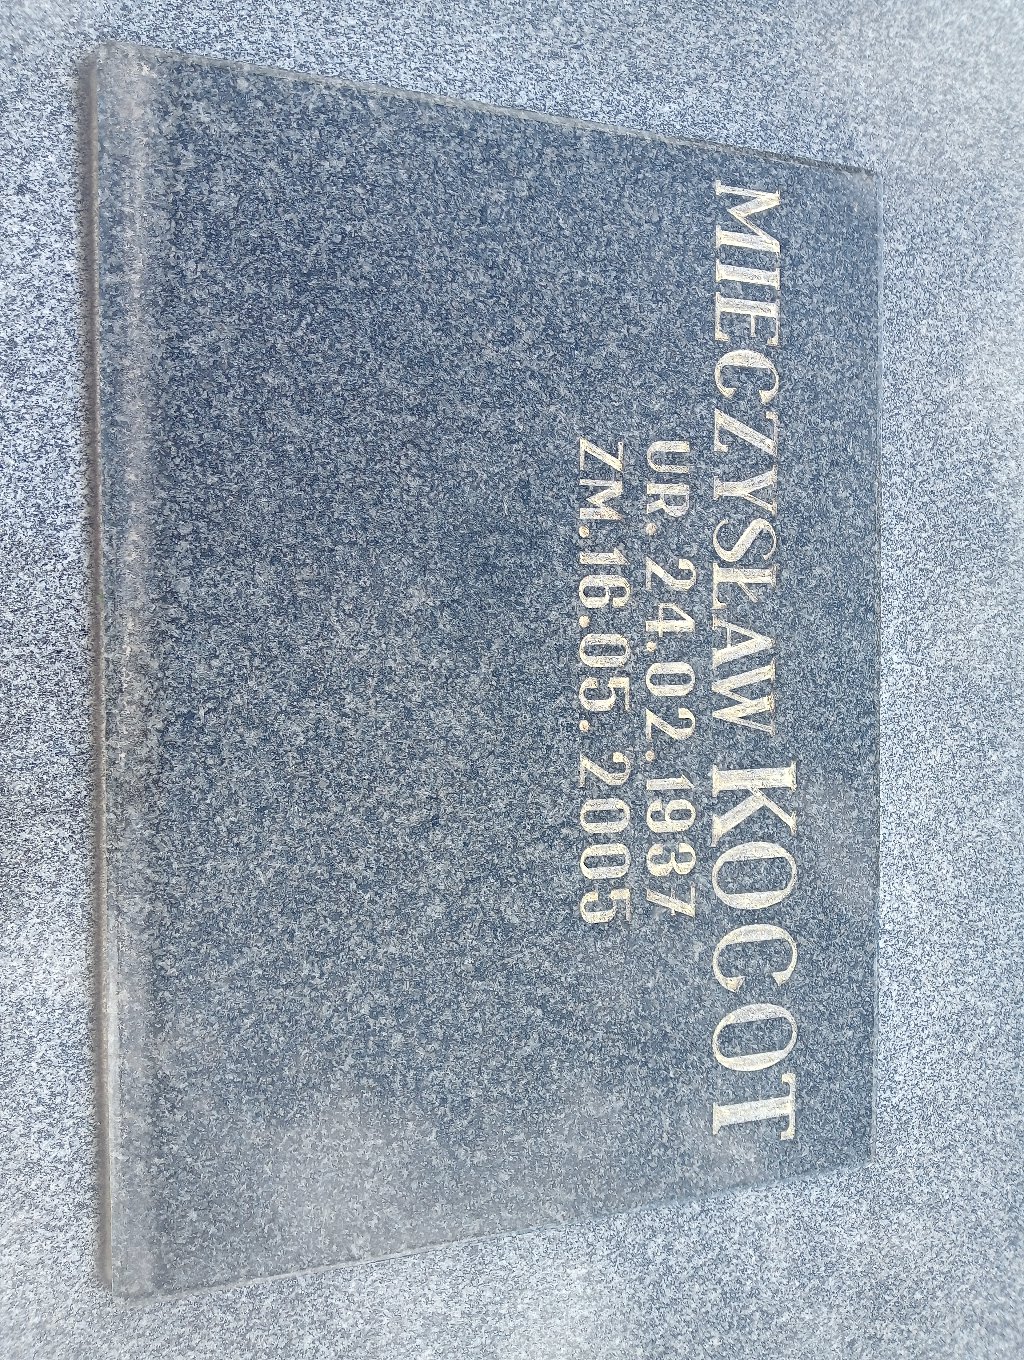 MIECZYSŁAW KOCOT
UR. 24.02.1937
ZM.16.05.2005